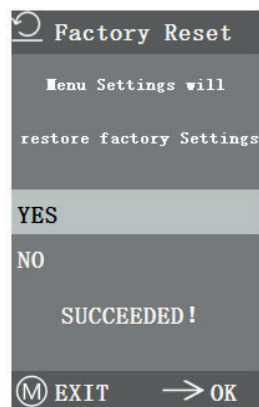 Factory Reset
Menu Settings will
restore factory Settings
YES
NO
SUCCEEDED!
M EXIT → OK